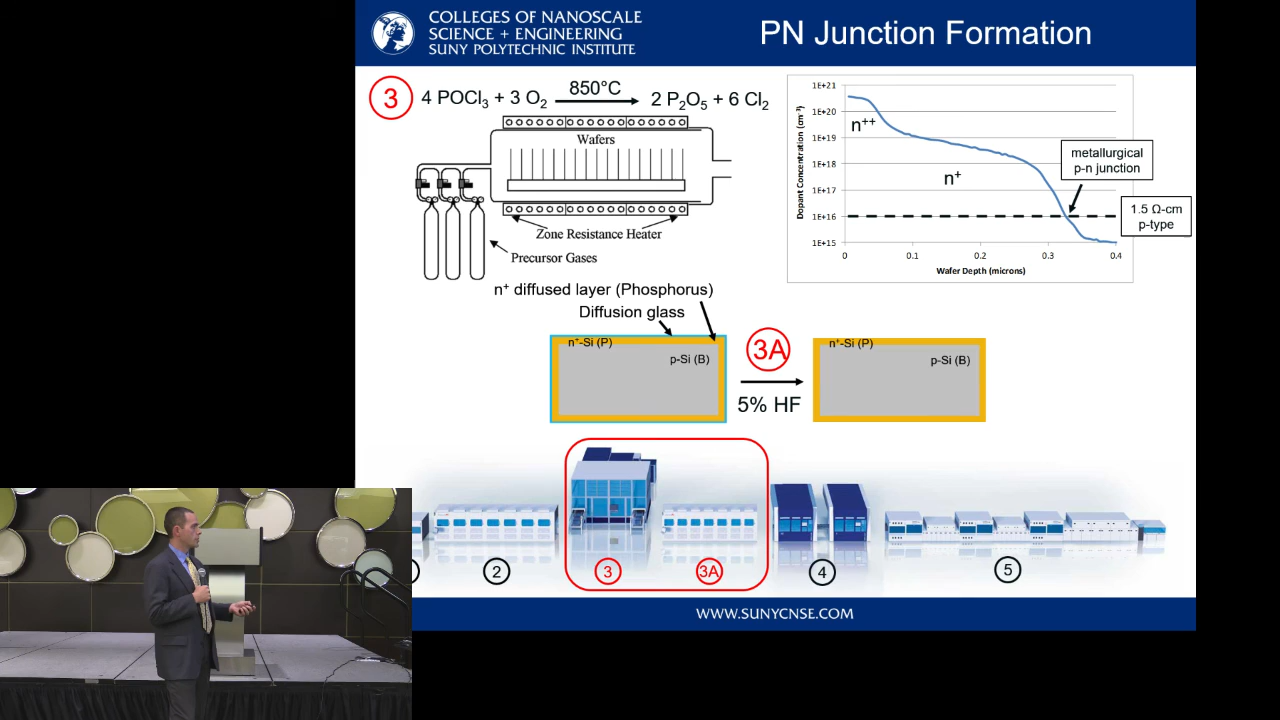 COLLEGES OF NANOSCALE
SCIENCE + ENGINEERING
SUNY POLYTECHNIC INSTITUTE
PN Junction Formation
3
4 POCl₃ + 3 O₂
850°C
2 P₂O₅ + 6 Cl₂
Wafers
Zone Resistance Heater
Precursor Gases
1E+21
1E+20
1E+19
1E+18
1E+17
1E+16
1E+15
Dopant Concentration (cm⁻³)
n⁺⁺
n⁺
metallurgical
p-n junction
1.5 Ω-cm
p-type
0
0.1
0.2
0.3
0.4
Wafer Depth (microns)
n⁺ diffused layer (Phosphorus)
Diffusion glass
n⁺-Si (P)
p-Si (B)
3A
5% HF
n⁺-Si (P)
p-Si (B)
2
3
3A
4
5
WWW.SUNYCNSE.COM